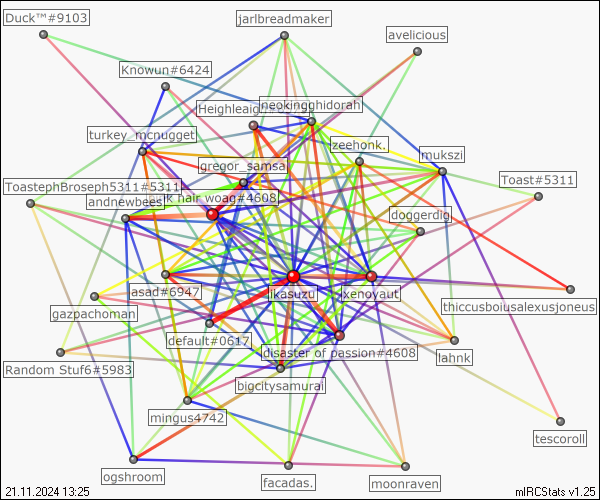 Duck™#9103
jarlbreadmaker
avelicious
Knowun#6424
neokingghidorah
turkey_mcnugget
zeehonk.
mukszi
gregor_samsa
Toast#5311
ToastephBroseph5311#5311
andnewbees
hair woag#4608
doggerdig
asad#6947
ikasuzu
xenoyaut
thiccusboiusalexusjoneus
gazpachoman
default#0617
disaster of passion#4608
lahnk
Random Stuf6#5983
bigcitysamurai
mingus4742
tescoroll
ogshroom
facadas.
moonraven
21.11.2024 13:25
mIRCStats v1.25